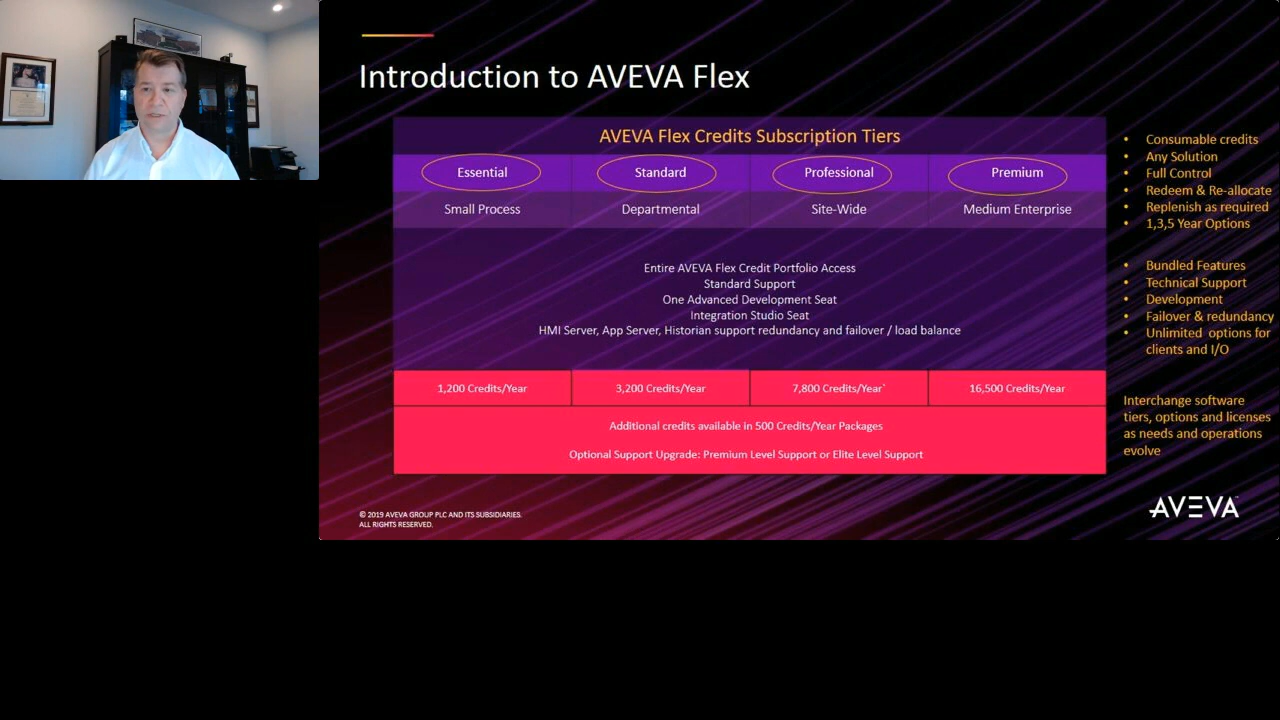 Introduction to AVEVA Flex
AVEVA Flex Credits Subscription Tiers
Essential
Standard
Professional
Premium
Small Process
Departmental
Site-Wide
Medium Enterprise
Entire AVEVA Flex Credit Portfolio Access
Standard Support
One Advanced Development Seat
Integration Studio Seat
HMI Server, App Server, Historian support redundancy and failover / load balance
1,200 Credits/Year
3,200 Credits/Year
7,800 Credits/Year`
16,500 Credits/Year
Additional credits available in 500 Credits/Year Packages
Optional Support Upgrade: Premium Level Support or Elite Level Support
• Consumable credits
• Any Solution
• Full Control
• Redeem & Re-allocate
• Replenish as required
• 1,3,5 Year Options
• Bundled Features
• Technical Support
• Development
• Failover & redundancy
• Unlimited options for
clients and I/O
Interchange software
tiers, options and licenses
as needs and operations
evolve
© 2019 AVEVA GROUP PLC AND ITS SUBSIDIARIES.
ALL RIGHTS RESERVED.
AVEVA